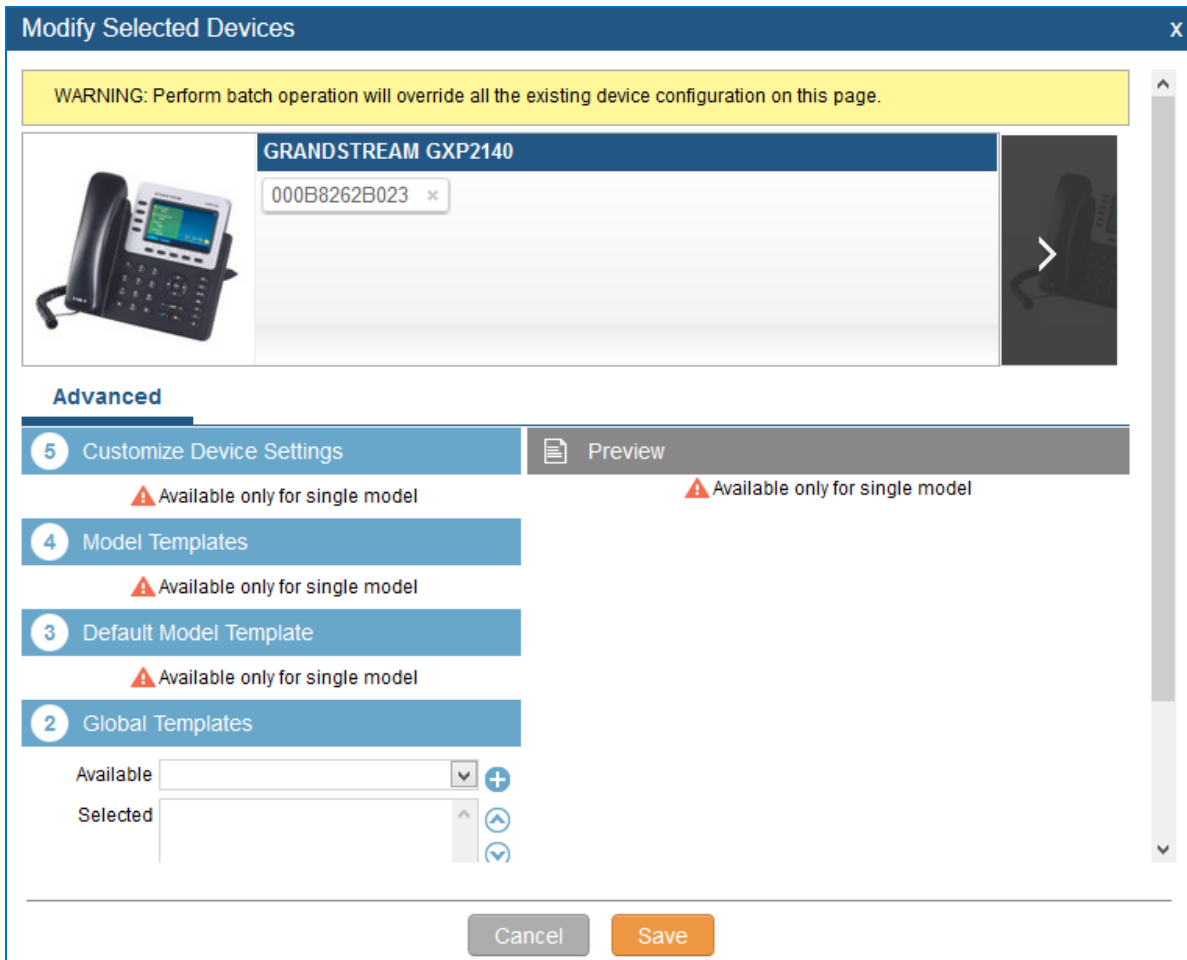 Modify Selected Devices
x
WARNING: Perform batch operation will override all the existing device configuration on this page.
GRANDSTREAM GXP2140
000B8262B023 ×
Advanced
5 Customize Device Settings
Available only for single model
4 Model Templates
Available only for single model
3 Default Model Template
Available only for single model
2 Global Templates
Available
Selected
Preview
Available only for single model
Cancel
Save